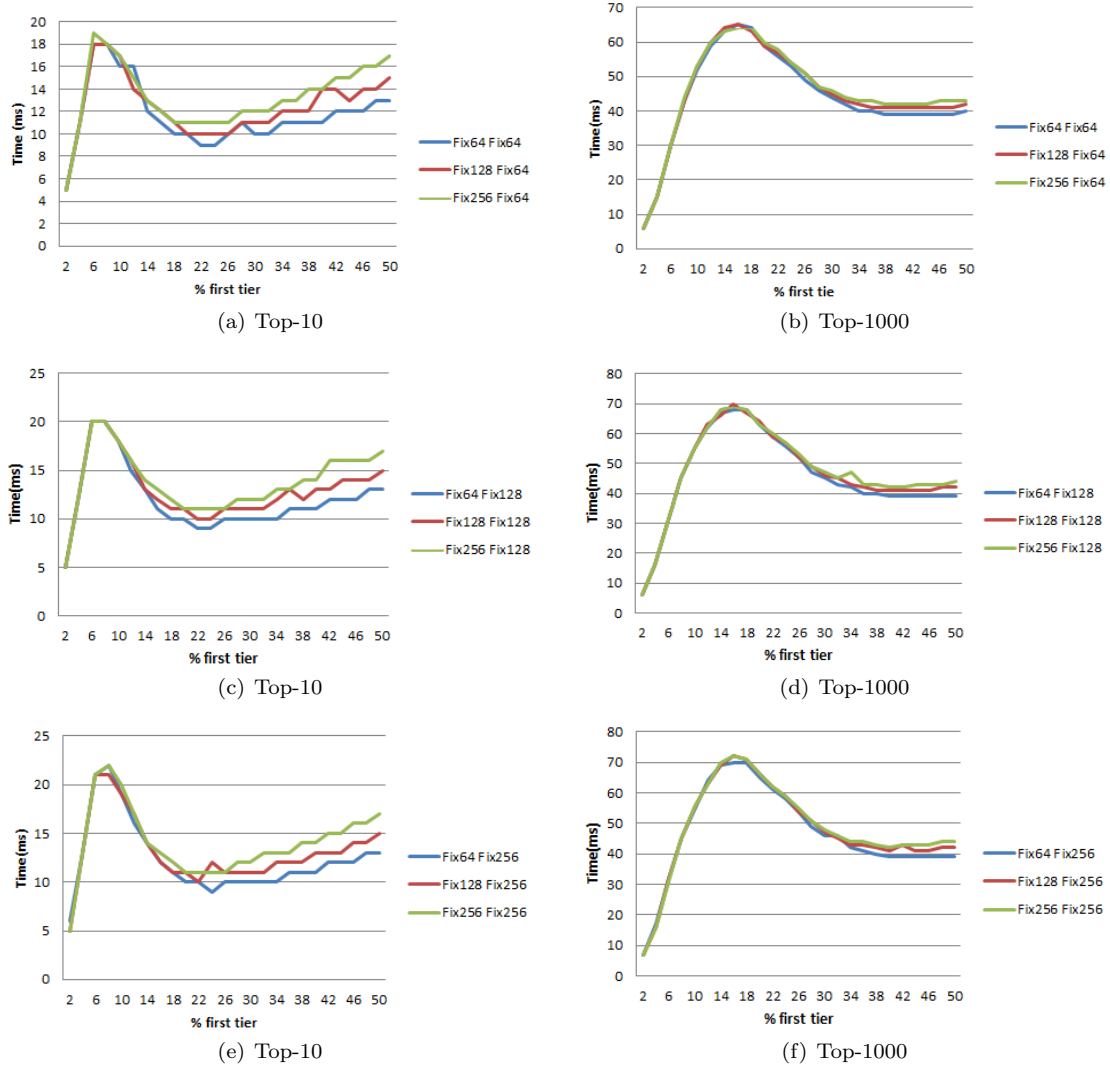 20
18
16
14
12
10
8
6
4
2
0
Time (ms)
2 6 10 14 18 22 26 30 34 38 42 46 50
% first tier
Fix64 Fix64
Fix128 Fix64
Fix256 Fix64
(a) Top-10
70
60
50
40
30
20
10
0
Time(ms)
2 6 10 14 18 22 26 30 34 38 42 46 50
% first tie
Fix64 Fix64
Fix128 Fix64
Fix256 Fix64
(b) Top-1000
25
20
15
10
5
0
Time(ms)
2 6 10 14 18 22 26 30 34 38 42 46 50
% first tier
Fix64 Fix128
Fix128 Fix128
Fix256 Fix128
(c) Top-10
80
70
60
50
40
30
20
10
0
Time(ms)
2 6 10 14 18 22 26 30 34 38 42 46 50
% first tier
Fix64 Fix128
Fix128 Fix128
Fix256 Fix128
(d) Top-1000
25
20
15
10
5
0
Time(ms)
2 6 10 14 18 22 26 30 34 38 42 46 50
% first tier
Fix64 Fix256
Fix128 Fix256
Fix256 Fix256
(e) Top-10
80
70
60
50
40
30
20
10
0
Time(ms)
2 6 10 14 18 22 26 30 34 38 42 46 50
% first tier
Fix64 Fix256
Fix128 Fix256
Fix256 Fix256
(f) Top-1000